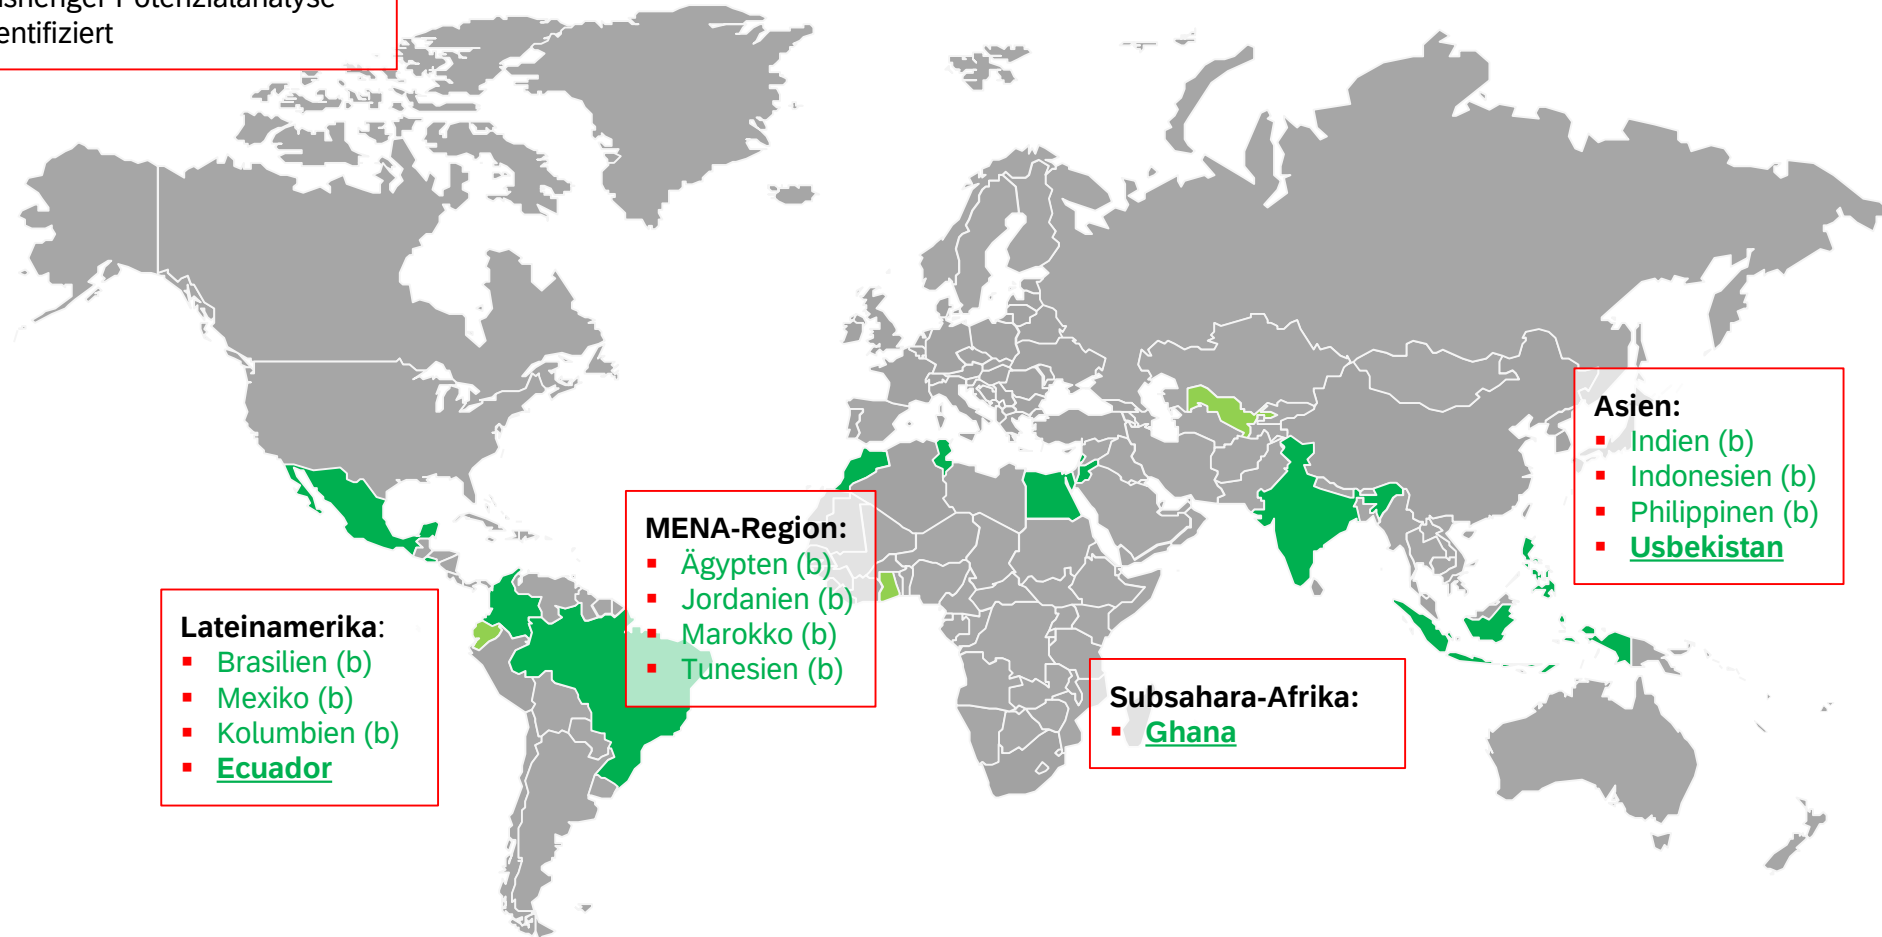 entifiziert
Lateinamerika:
▪ Brasilien (b)
▪ Mexiko (b)
▪ Kolumbien (b)
▪ Ecuador
MENA-Region:
▪ Ägypten (b)
▪ Jordanien (b)
▪ Marokko (b)
▪ Tunesien (b)
Subsahara-Afrika:
▪ Ghana
Asien:
▪ Indien (b)
▪ Indonesien (b)
▪ Philippinen (b)
▪ Usbekistan